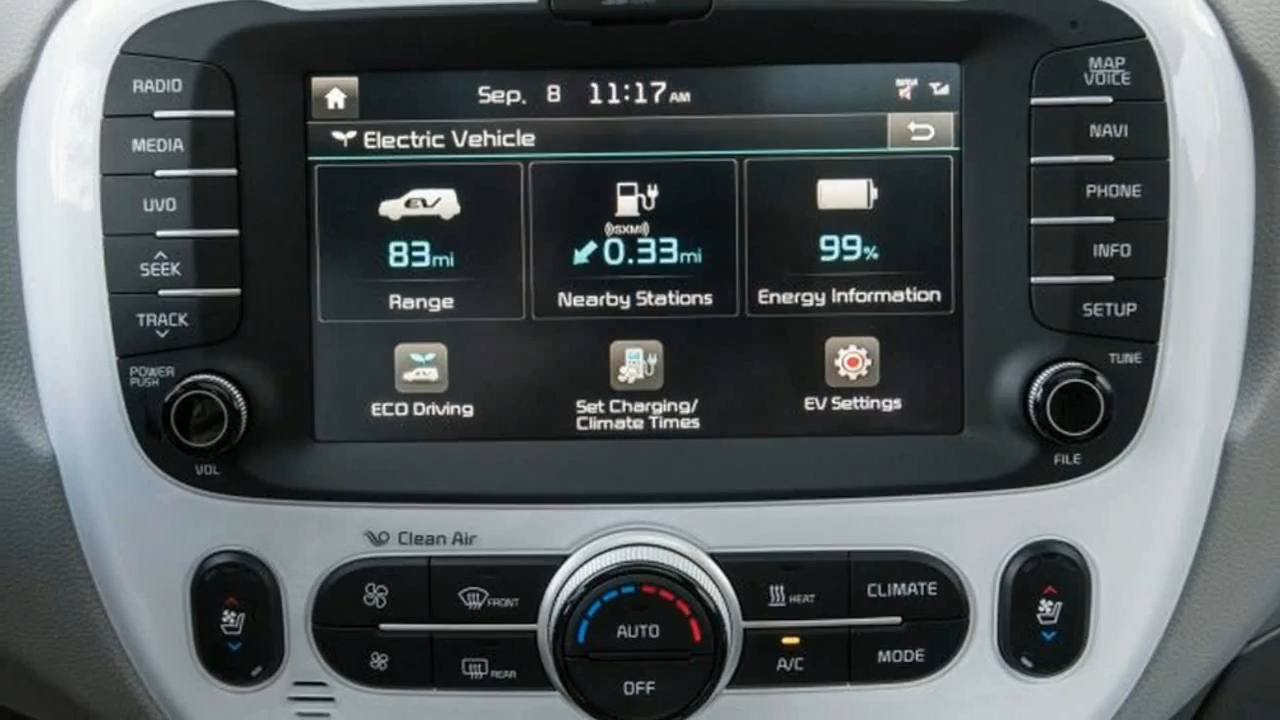 RADIO
MEDIA
UVO
SEEK
TRACK
POWER
PUSH
VOL
Sep. 8 11:17 AM
Electric Vehicle
EV
83mi
Range
((SXM))
0.33mi
Nearby Stations
99%
Energy Information
ECO Driving
Set Charging/
Climate Times
EV Settings
MAP
VOICE
NAVI
PHONE
INFO
SETUP
TUNE
FILE
Clean Air
FRONT
REAR
AUTO
OFF
HEAT
CLIMATE
A/C
MODE